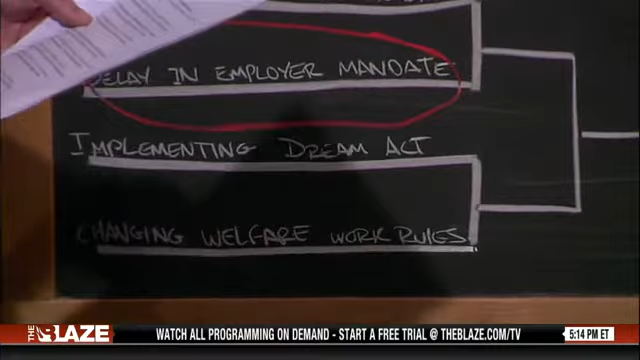 DELAY IN EMPLOYER MANDATE
IMPLEMENTING DREAM ACT
CHANGING WELFARE WORK RULES
THE BLAZE
WATCH ALL PROGRAMMING ON DEMAND - START A FREE TRIAL @ THEBLAZE.COM/TV
5:14 PM ET